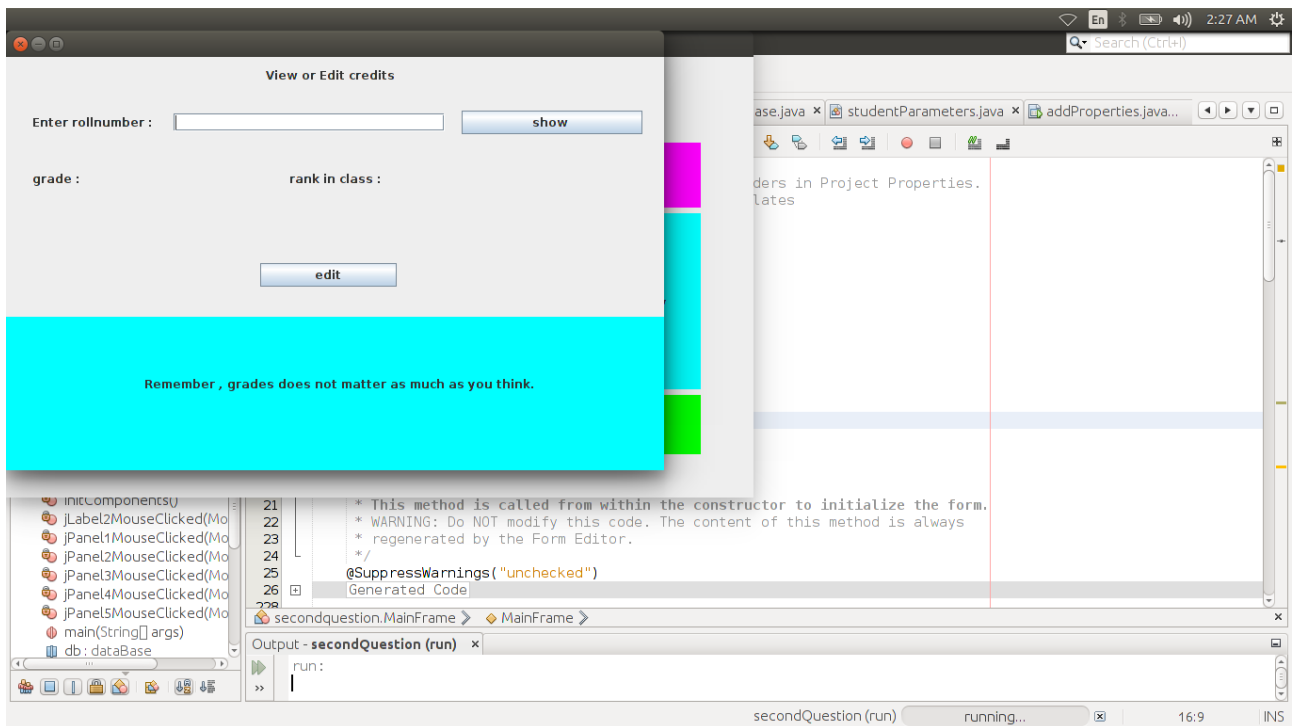 En
2:27 AM
Search (Ctrl+I)
View or Edit credits
Enter rollnumber :
show
grade :
rank in class :
edit
Remember , grades does not matter as much as you think.
ase.java
studentParameters.java
addProperties.java...
ders in Project Properties.
lates
initComponents()
jLabel2MouseClicked(Mo
jPanel1MouseClicked(Mo
jPanel2MouseClicked(Mo
jPanel3MouseClicked(Mo
jPanel4MouseClicked(Mo
jPanel5MouseClicked(Mo
main(String[] args)
db : dataBase
21 * This method is called from within the constructor to initialize the form.
22 * WARNING: Do NOT modify this code. The content of this method is always
23 * regenerated by the Form Editor.
24 */
25 @SuppressWarnings("unchecked")
26 Generated Code
228
secondquestion.MainFrame
MainFrame
Output - secondQuestion (run)
run:
secondQuestion (run)
running...
16:9
INS